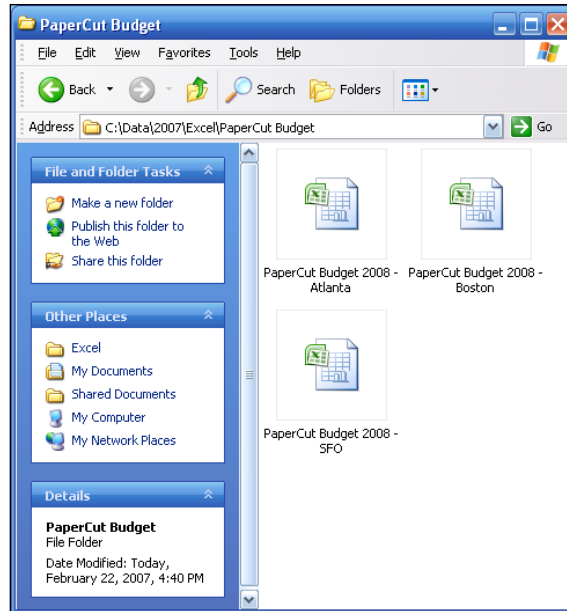 PaperCut Budget
File Edit View Favorites Tools Help
Back Search Folders
Address C:\Data\2007\Excel\PaperCut Budget Go
File and Folder Tasks
Make a new folder
Publish this folder to
the Web
Share this folder
Other Places
Excel
My Documents
Shared Documents
My Computer
My Network Places
Details
PaperCut Budget
File Folder
Date Modified: Today,
February 22, 2007, 4:40 PM
PaperCut Budget 2008 -
Atlanta
PaperCut Budget 2008 -
Boston
PaperCut Budget 2008 -
SFO